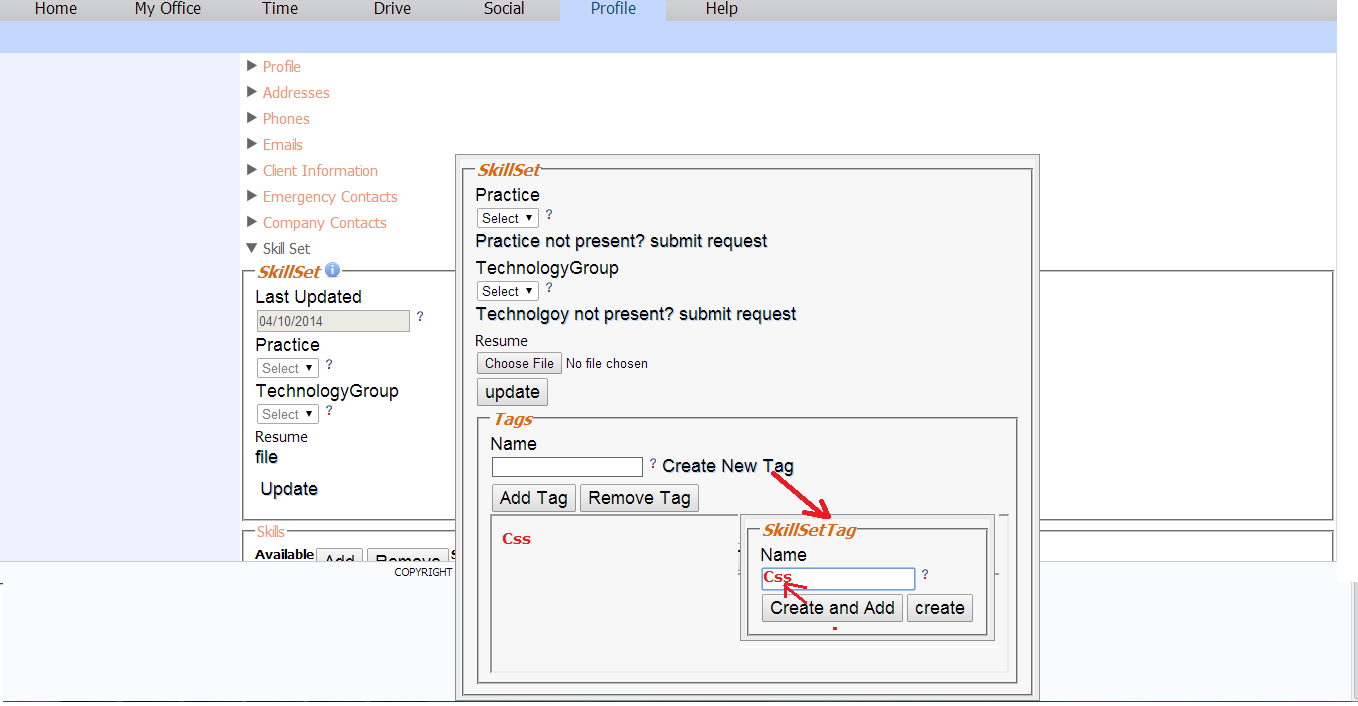 Home My Office Time Drive Social Profile Help
Profile
Addresses
Phones
Emails
Client Information
Emergency Contacts
Company Contacts
Skill Set
SkillSet i
Last Updated
04/10/2014 ?
Practice
Select ?
TechnologyGroup
Select ?
Resume
file
Update
Skills
Available Add Remove S
COPYRIGHT
SkillSet
Practice
Select ?
Practice not present? submit request
TechnologyGroup
Select ?
Technolgoy not present? submit request
Resume
Choose File No file chosen
update
Tags
Name
? Create New Tag
Add Tag Remove Tag
Css
SkillSetTag
Name
Css ?
Create and Add create